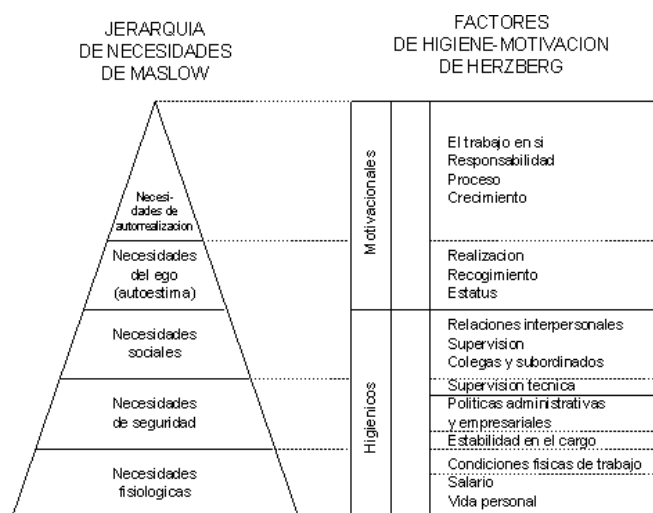 JERARQUIA
DE NECESIDADES
DE MASLOW
Necesi-
dades de
autorrealizacion
Necesidades
del ego
(autoestima)
Necesidades
sociales
Necesidades
de seguridad
Necesidades
fisiologicas
FACTORES
DE HIGIENE-MOTIVACION
DE HERZBERG
Motivacionales
El trabajo en si
Responsabilidad
Proceso
Crecimiento
Realizacion
Recogimiento
Estatus
Higienicos
Relaciones interpersonales
Supervision
Colegas y subordinados
Supervision tecnica
Politicas administrativas
y empresariales
Estabilidad en el cargo
Condiciones fisicas de trabajo
Salario
Vida personal